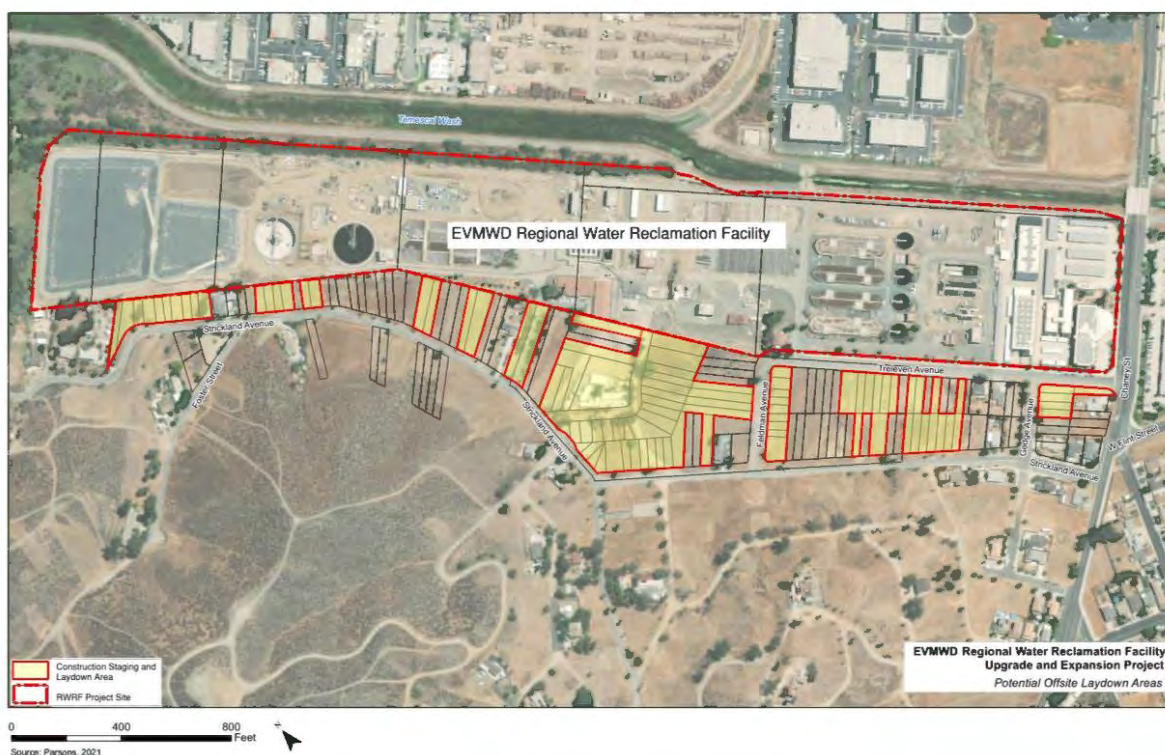 Temescal Wash
EVMWD Regional Water Reclamation Facility
Strickland Avenue
Foster Street
Strickland Avenue
Treleven Avenue
Feldman Avenue
Gedge Avenue
Chaney St
W Flint Street
Strickland Avenue
Construction Staging and
Laydown Area
RWRF Project Site
EVMWD Regional Water Reclamation Facility
Upgrade and Expansion Project
Potential Offsite Laydown Areas
0 400 800
Feet
Source: Parsons, 2021